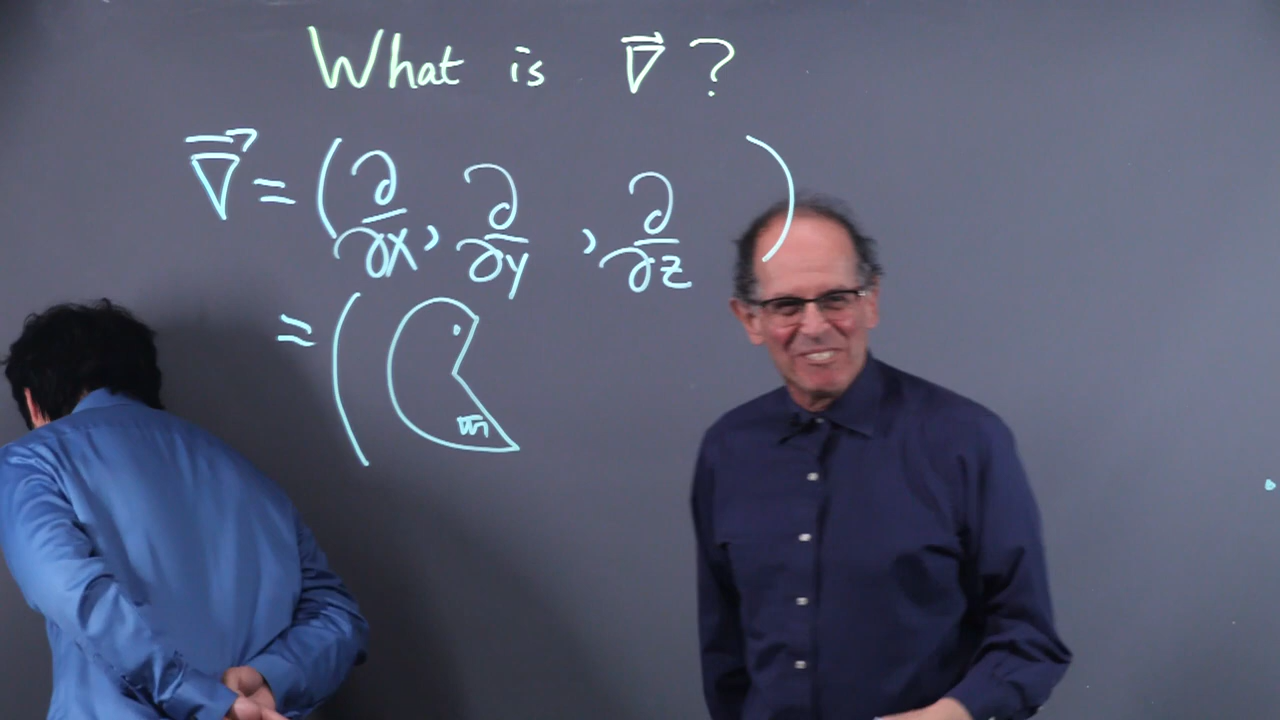 What is ∇⃗ ?
∇⃗ = (∂/∂x, ∂/∂y, ∂/∂z)
= (